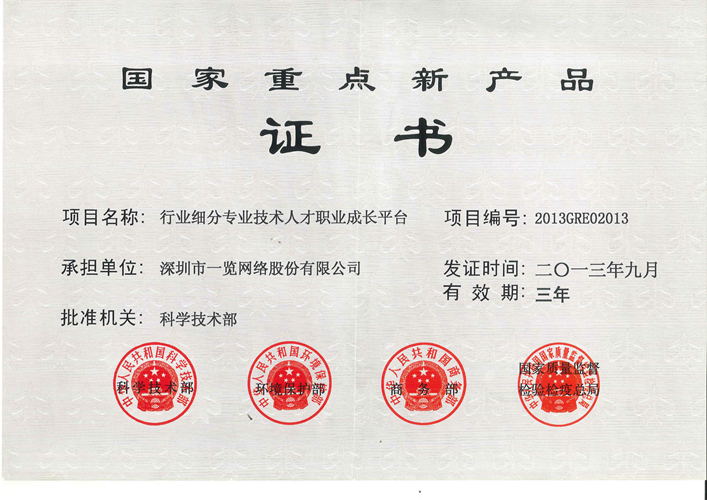 国家重点新产品
证书
项目名称: 行业细分专业技术人才职业成长平台
项目编号: 2013GRE02013
承担单位: 深圳市一览网络股份有限公司
发证时间: 二〇一三年九月
有效期: 三年
批准机关: 科学技术部
中华人民共和国科学技术部
科学技术部
中华人民共和国环境保护部
环境保护部
中华人民共和国商务部
商务部
国家质量监督
检验检疫总局